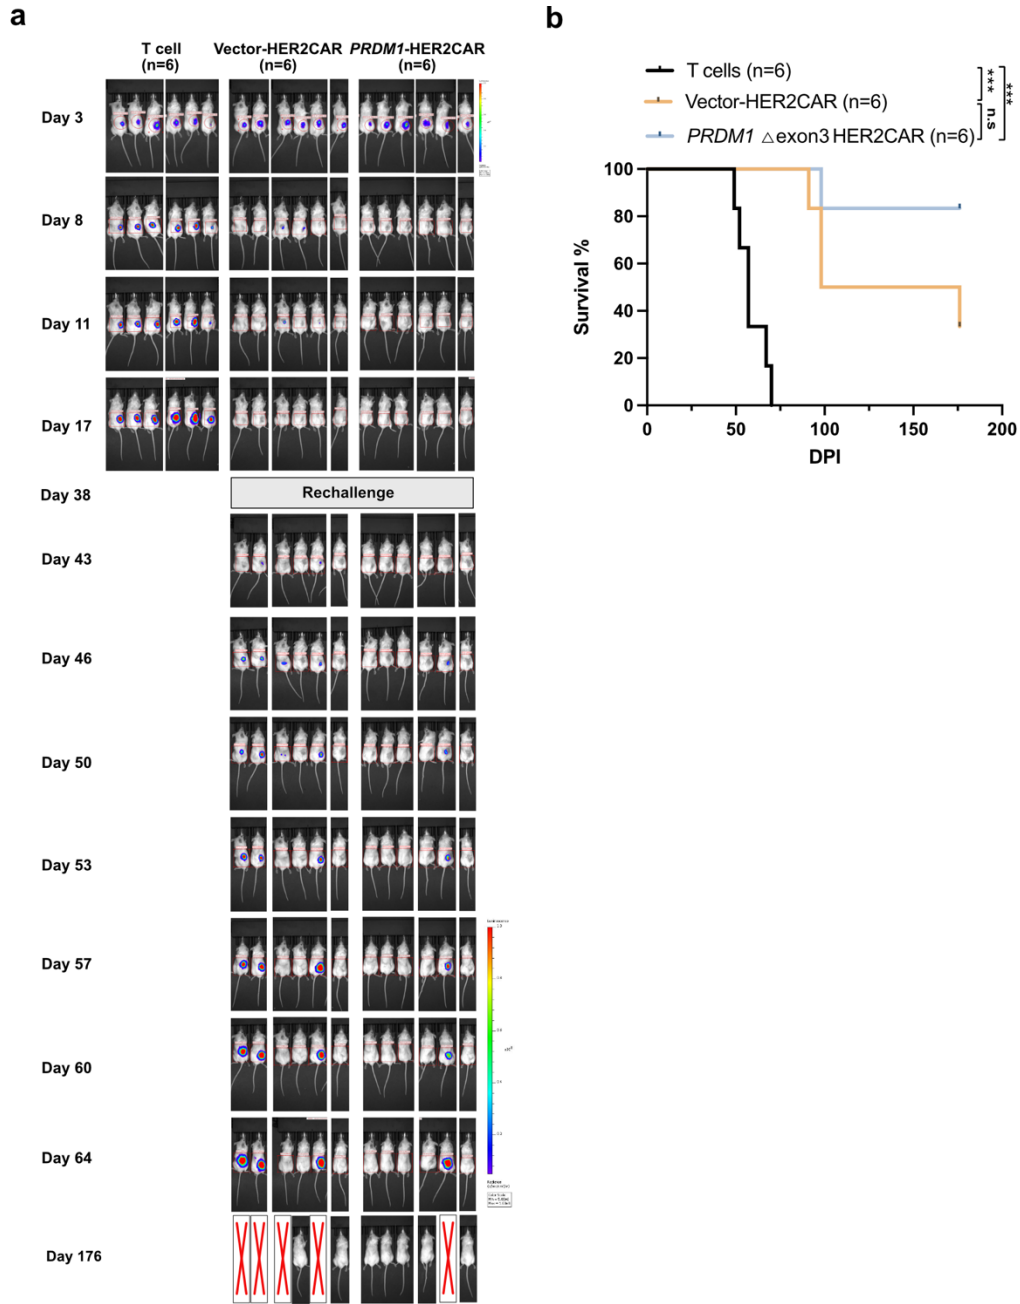 a
T cell
(n=6)
Vector-HER2CAR
(n=6)
PRDM1-HER2CAR
(n=6)
Day 3
Day 8
Day 11
Day 17
Day 38
Rechallenge
Day 43
Day 46
Day 50
Day 53
Day 57
Day 60
Day 64
Day 176
b
T cells (n=6)
Vector-HER2CAR (n=6)
PRDM1 △exon3 HER2CAR (n=6)
***
n.s
***
Survival %
100
80
60
40
20
0
0 50 100 150 200
DPI